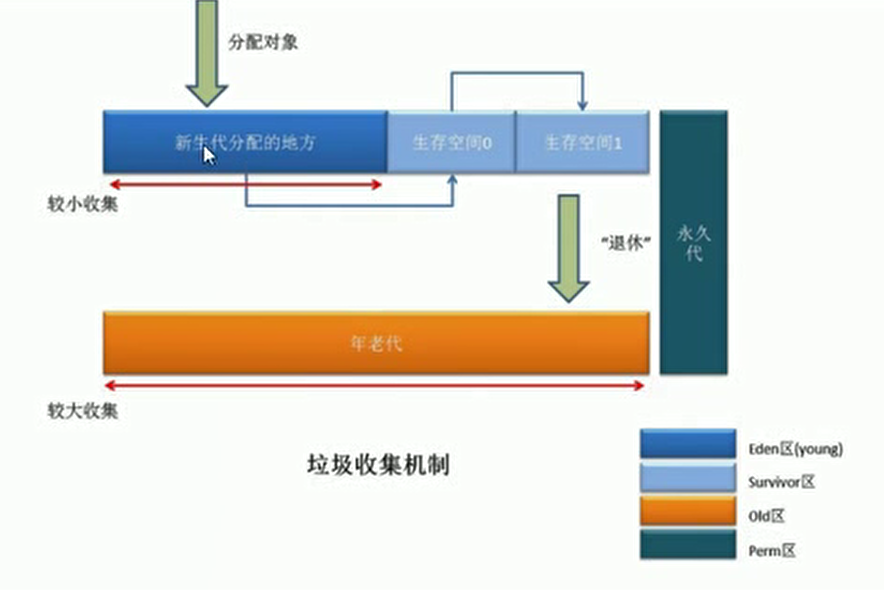 分配对象
新生代分配的地方
生存空间0
生存空间1
较小收集
"退休"
永久
代
年老代
较大收集
垃圾收集机制
Eden区(young)
Survivor区
Old区
Perm区